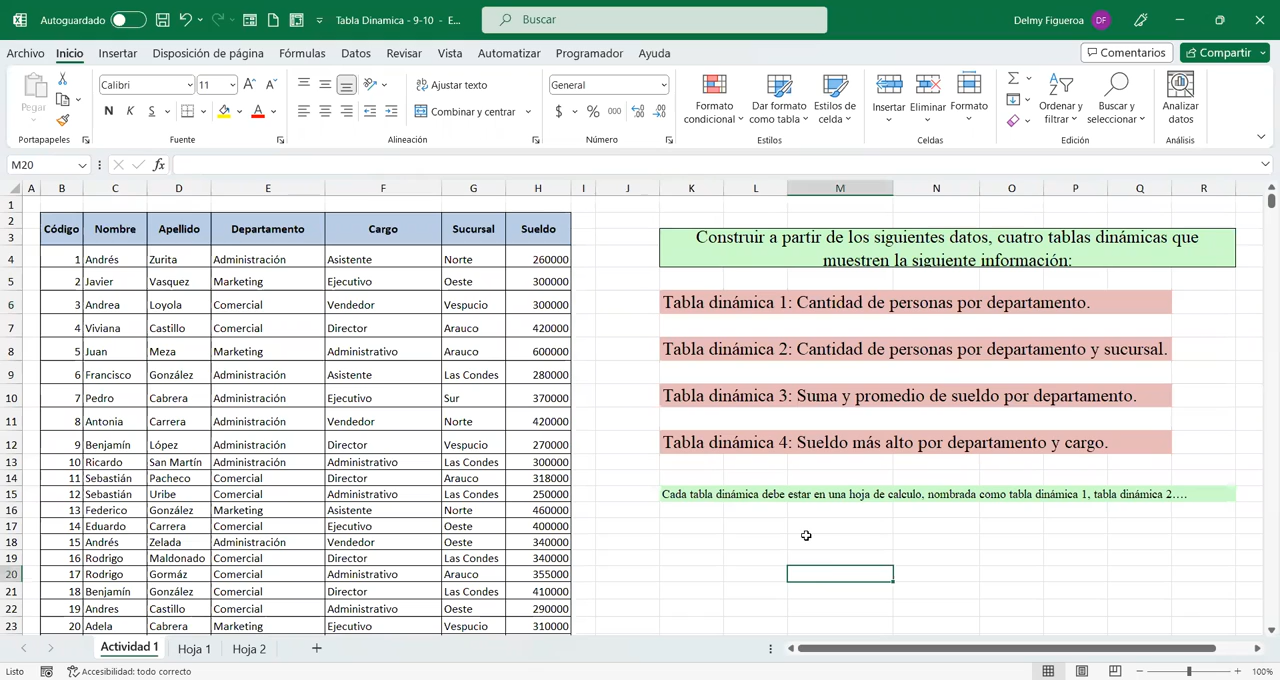 Autoguardado
Tabla Dinamica - 9-10 - E...
Buscar
Delmy Figueroa
DF
Archivo Inicio Insertar Disposición de página Fórmulas Datos Revisar Vista Automatizar Programador Ayuda
Comentarios
Compartir
Pegar
Portapapeles
Calibri 11
N K S
Fuente
Ajustar texto
Combinar y centrar
Alineación
General
$ % 000
Número
Formato condicional
Dar formato como tabla
Estilos de celda
Estilos
Insertar Eliminar Formato
Celdas
Ordenar y filtrar
Buscar y seleccionar
Edición
Analizar datos
Análisis
M20
fx
A B C D E F G H I J K L M N O P Q R
1
2
3
Código Nombre Apellido Departamento Cargo Sucursal Sueldo
4 1 Andrés Zurita Administración Asistente Norte 260000
5 2 Javier Vasquez Marketing Ejecutivo Oeste 300000
6 3 Andrea Loyola Comercial Vendedor Vespucio 300000
7 4 Viviana Castillo Comercial Director Arauco 420000
8 5 Juan Meza Marketing Administrativo Arauco 600000
9 6 Francisco González Administración Asistente Las Condes 280000
10 7 Pedro Cabrera Administración Ejecutivo Sur 370000
11 8 Antonia Carrera Administración Vendedor Norte 420000
12 9 Benjamín López Administración Director Vespucio 270000
13 10 Ricardo San Martín Administración Administrativo Las Condes 300000
14 11 Sebastián Pacheco Comercial Director Arauco 318000
15 12 Sebastián Uribe Comercial Administrativo Las Condes 250000
16 13 Federico González Marketing Asistente Norte 460000
17 14 Eduardo Carrera Comercial Ejecutivo Oeste 400000
18 15 Andrés Zelada Administración Vendedor Oeste 340000
19 16 Rodrigo Maldonado Comercial Director Las Condes 340000
20 17 Rodrigo Gormáz Comercial Administrativo Arauco 355000
21 18 Benjamín González Comercial Director Las Condes 410000
22 19 Andres Castillo Comercial Administrativo Oeste 290000
23 20 Adela Cabrera Marketing Ejecutivo Vespucio 310000
Construir a partir de los siguientes datos, cuatro tablas dinámicas que
muestren la siguiente información:
Tabla dinámica 1: Cantidad de personas por departamento.
Tabla dinámica 2: Cantidad de personas por departamento y sucursal.
Tabla dinámica 3: Suma y promedio de sueldo por departamento.
Tabla dinámica 4: Sueldo más alto por departamento y cargo.
Cada tabla dinámica debe estar en una hoja de calculo, nombrada como tabla dinámica 1, tabla dinámica 2….
Actividad 1 Hoja 1 Hoja 2
Listo
Accesibilidad: todo correcto
100%